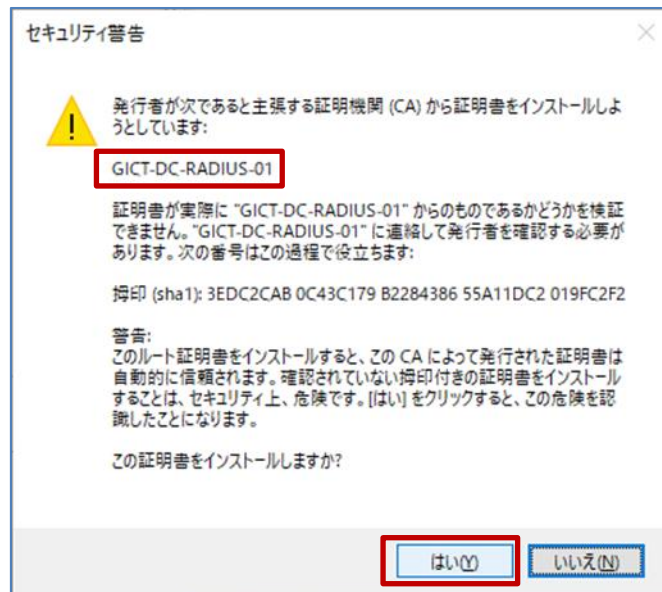 セキュリティ警告
発行者が次であると主張する証明機関 (CA) から証明書をインストールしよ
うとしています:
GICT-DC-RADIUS-01
証明書が実際に "GICT-DC-RADIUS-01" からのものであるかどうかを検証
できません。"GICT-DC-RADIUS-01" に連絡して発行者を確認する必要が
あります。次の番号はこの過程で役立ちます:
拇印 (sha1): 3EDC2CAB 0C43C179 B2284386 55A11DC2 019FC2F2
警告:
このルート証明書をインストールすると、この CA によって発行された証明書は
自動的に信頼されます。確認されていない拇印付きの証明書をインストール
することは、セキュリティ上、危険です。[はい] をクリックすると、この危険を認
識したことになります。
この証明書をインストールしますか?
はい(Y) いいえ(N)